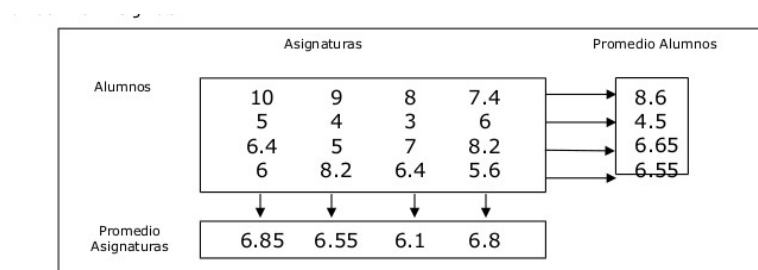 Asignaturas Promedio Alumnos
Alumnos
10 9 8 7.4 8.6
5 4 3 6 4.5
6.4 5 7 8.2 6.65
6 8.2 6.4 5.6 6.55
Promedio
Asignaturas
6.85 6.55 6.1 6.8